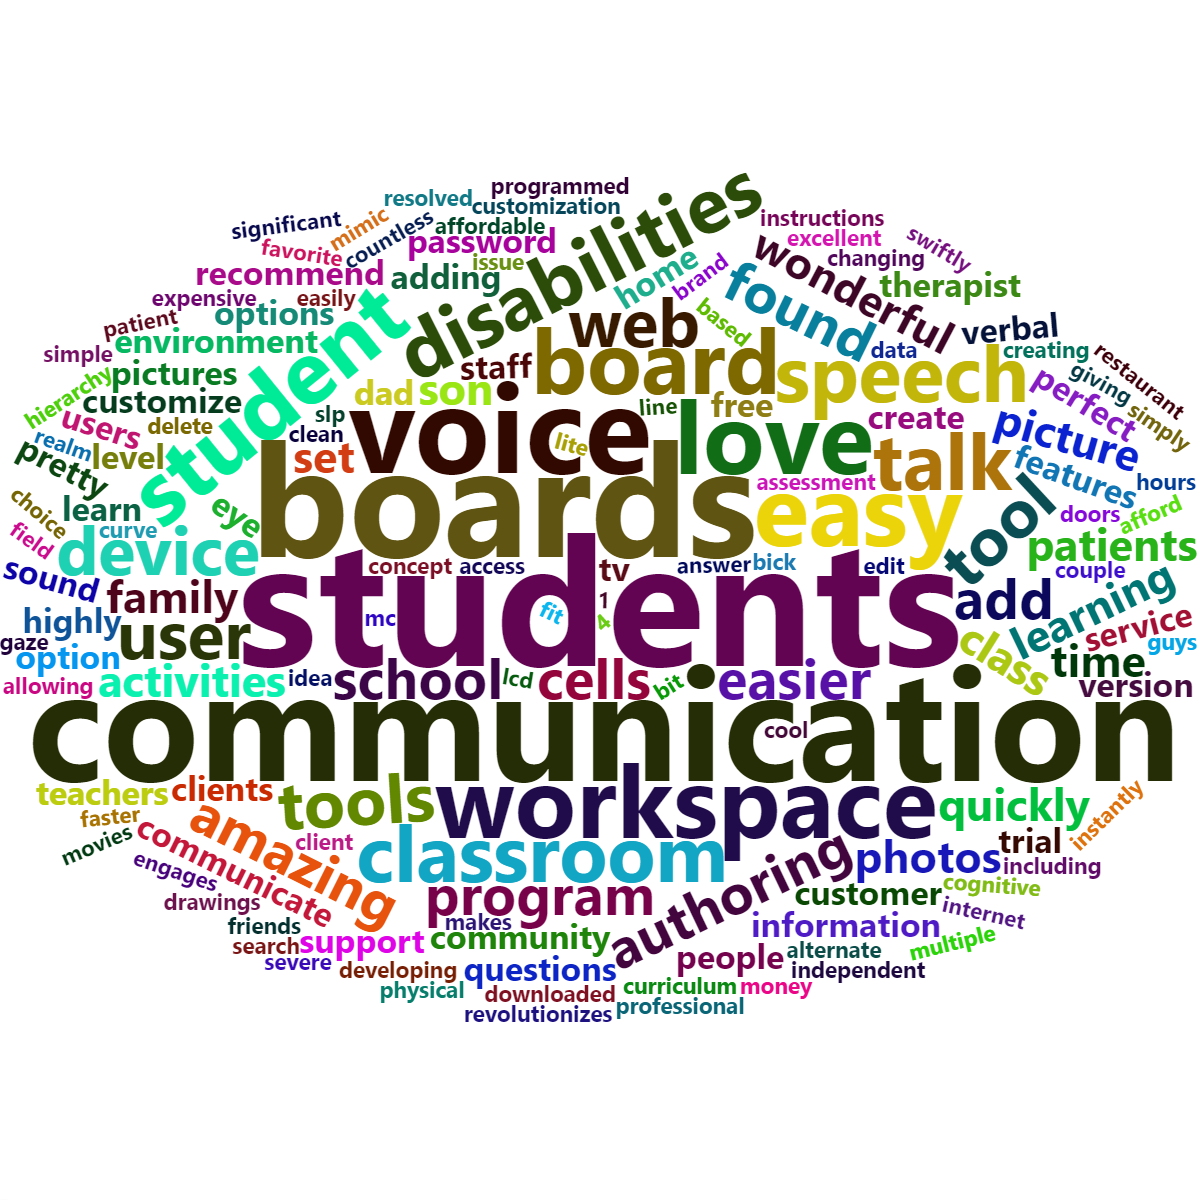 programmed
resolved
customization
significant
mimic
countless
affordable
password
disabilities
instructions
excellent
swiftly
favorite
issue
changing
recommend
adding
home
brand
found
wonderful
therapist
expensive
easily
options
student
web
based
verbal
patient
environment
board
data
creating
restaurant
simple
staff
speech
giving
hierarchy
pictures
dad
son
voice
line
free
love
create
perfect
simply
customize
slp
users
delete
clean
lite
talk
picture
realm
level
set
boards
assessment
features
hours
pretty
easy
tool
choice
learn
eye
doors
afford
field
curve
device
patients
concept
access
tv
answer
bick
edit
couple
sound
family
1
add
learning
highly
user
mc
students
fit
4
class
service
guys
gaze
option
time
allowing
activities
idea
school
lcd
cells
bit
easier
version
communication
cool
teachers
clients
tools
workspace
quickly
instantly
faster
amazing
movies
communicate
client
classroom
authoring
photos
trial
including
engages
drawings
program
customer
cognitive
friends
makes
information
internet
search
support
community
multiple
severe
developing
questions
people
alternate
independent
physical
downloaded
curriculum
money
revolutionizes
professional